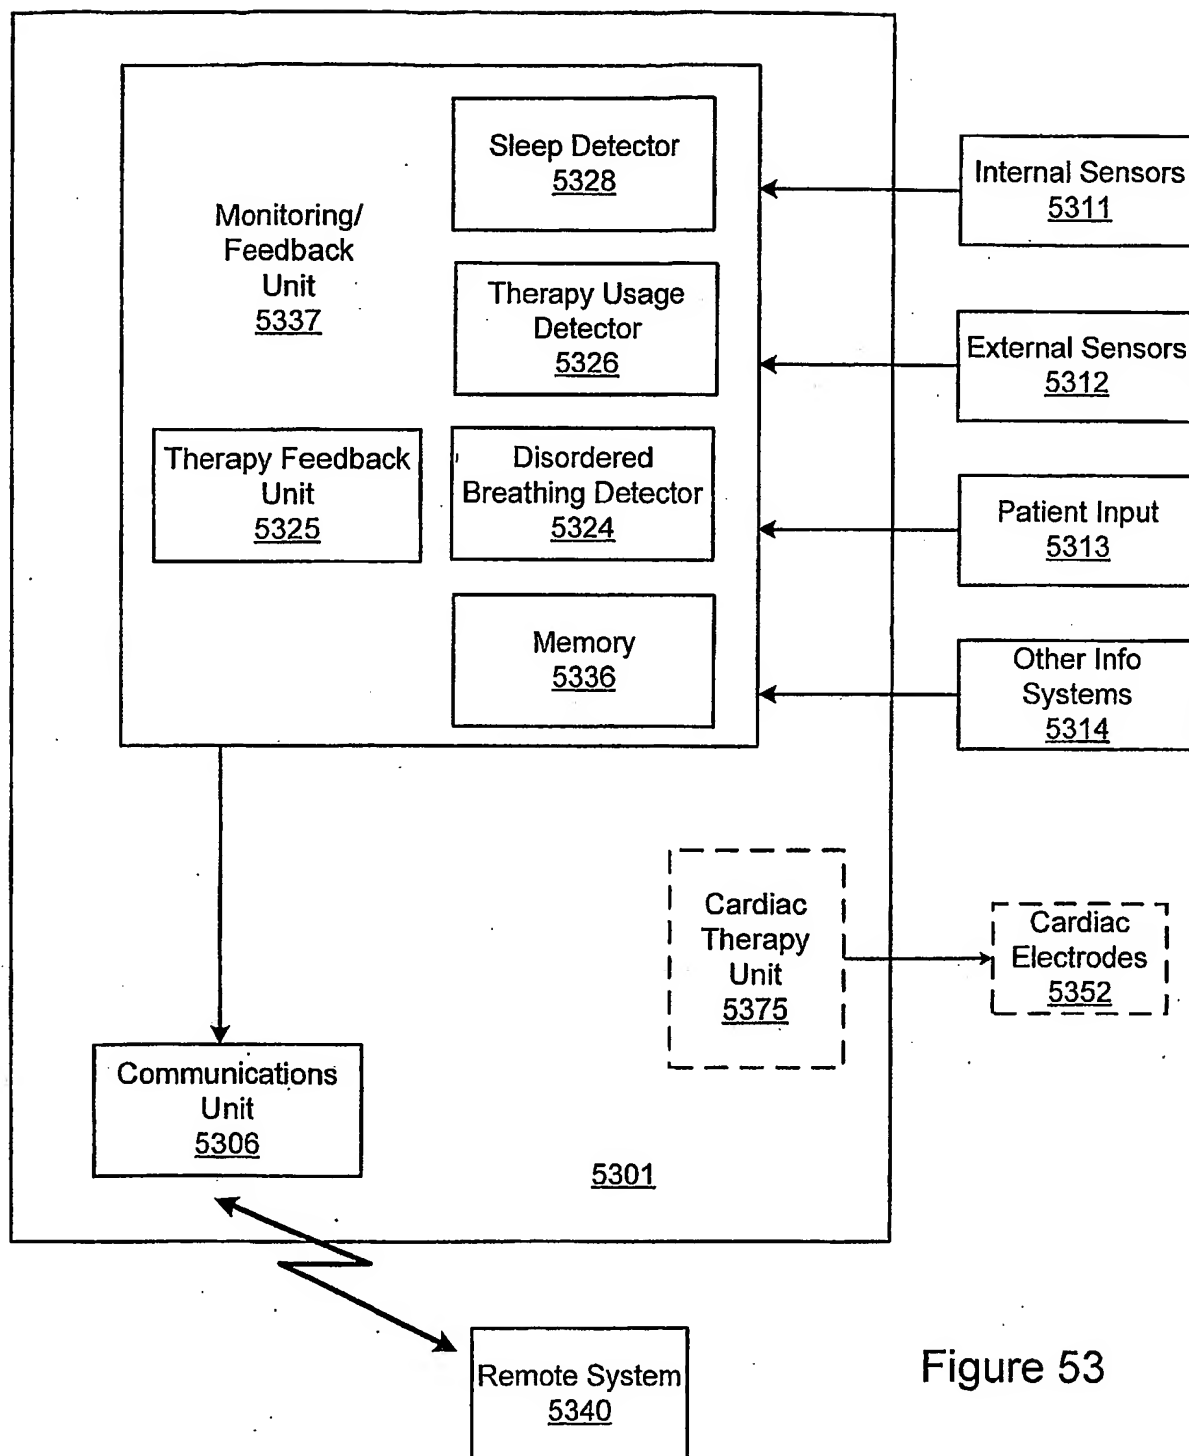 Sleep Detector
5328
Monitoring/
Feedback
Unit
5337
Therapy Usage
Detector
5326
Therapy Feedback
Unit
5325
Disordered
Breathing Detector
5324
Memory
5336
Internal Sensors
5311
External Sensors
5312
Patient Input
5313
Other Info
Systems
5314
Cardiac
Therapy
Unit
5375
Cardiac
Electrodes
5352
Communications
Unit
5306
5301
Remote System
5340
Figure 53